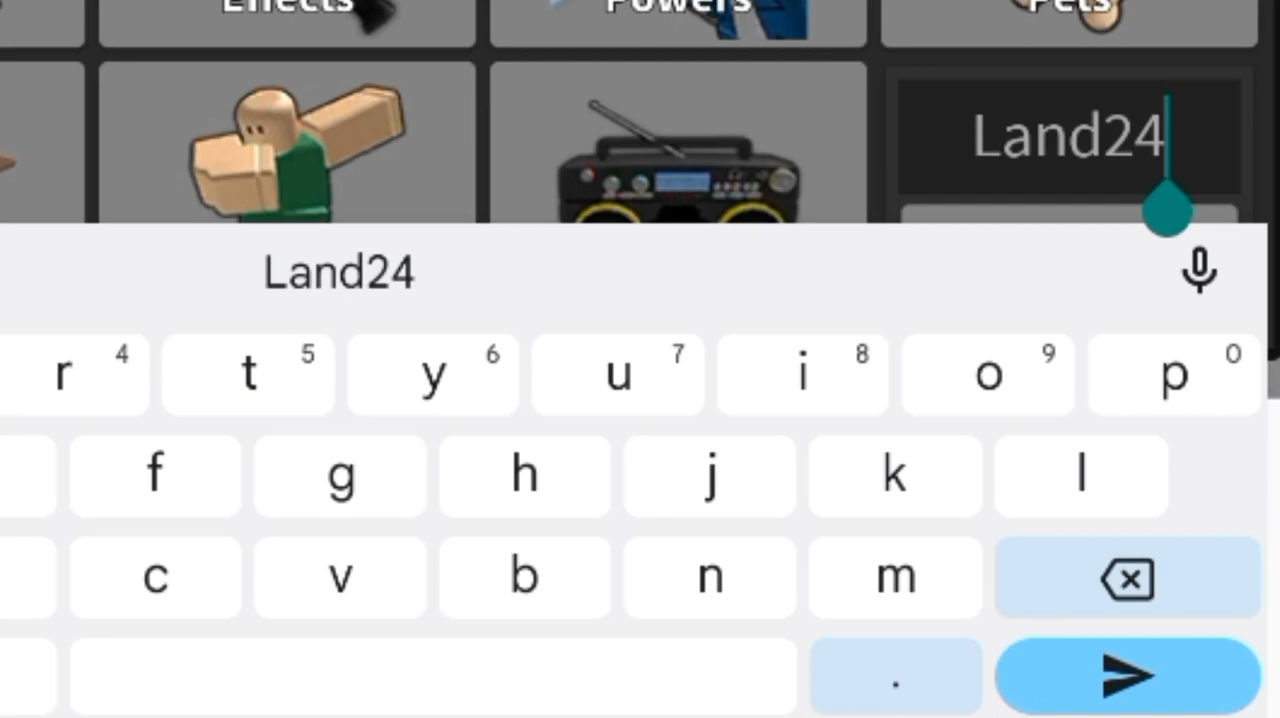 Effects Powers Pets
Land24
Land24
r 4 t 5 y 6 u 7 i 8 o 9 p 0
f g h j k l
c v b n m
.